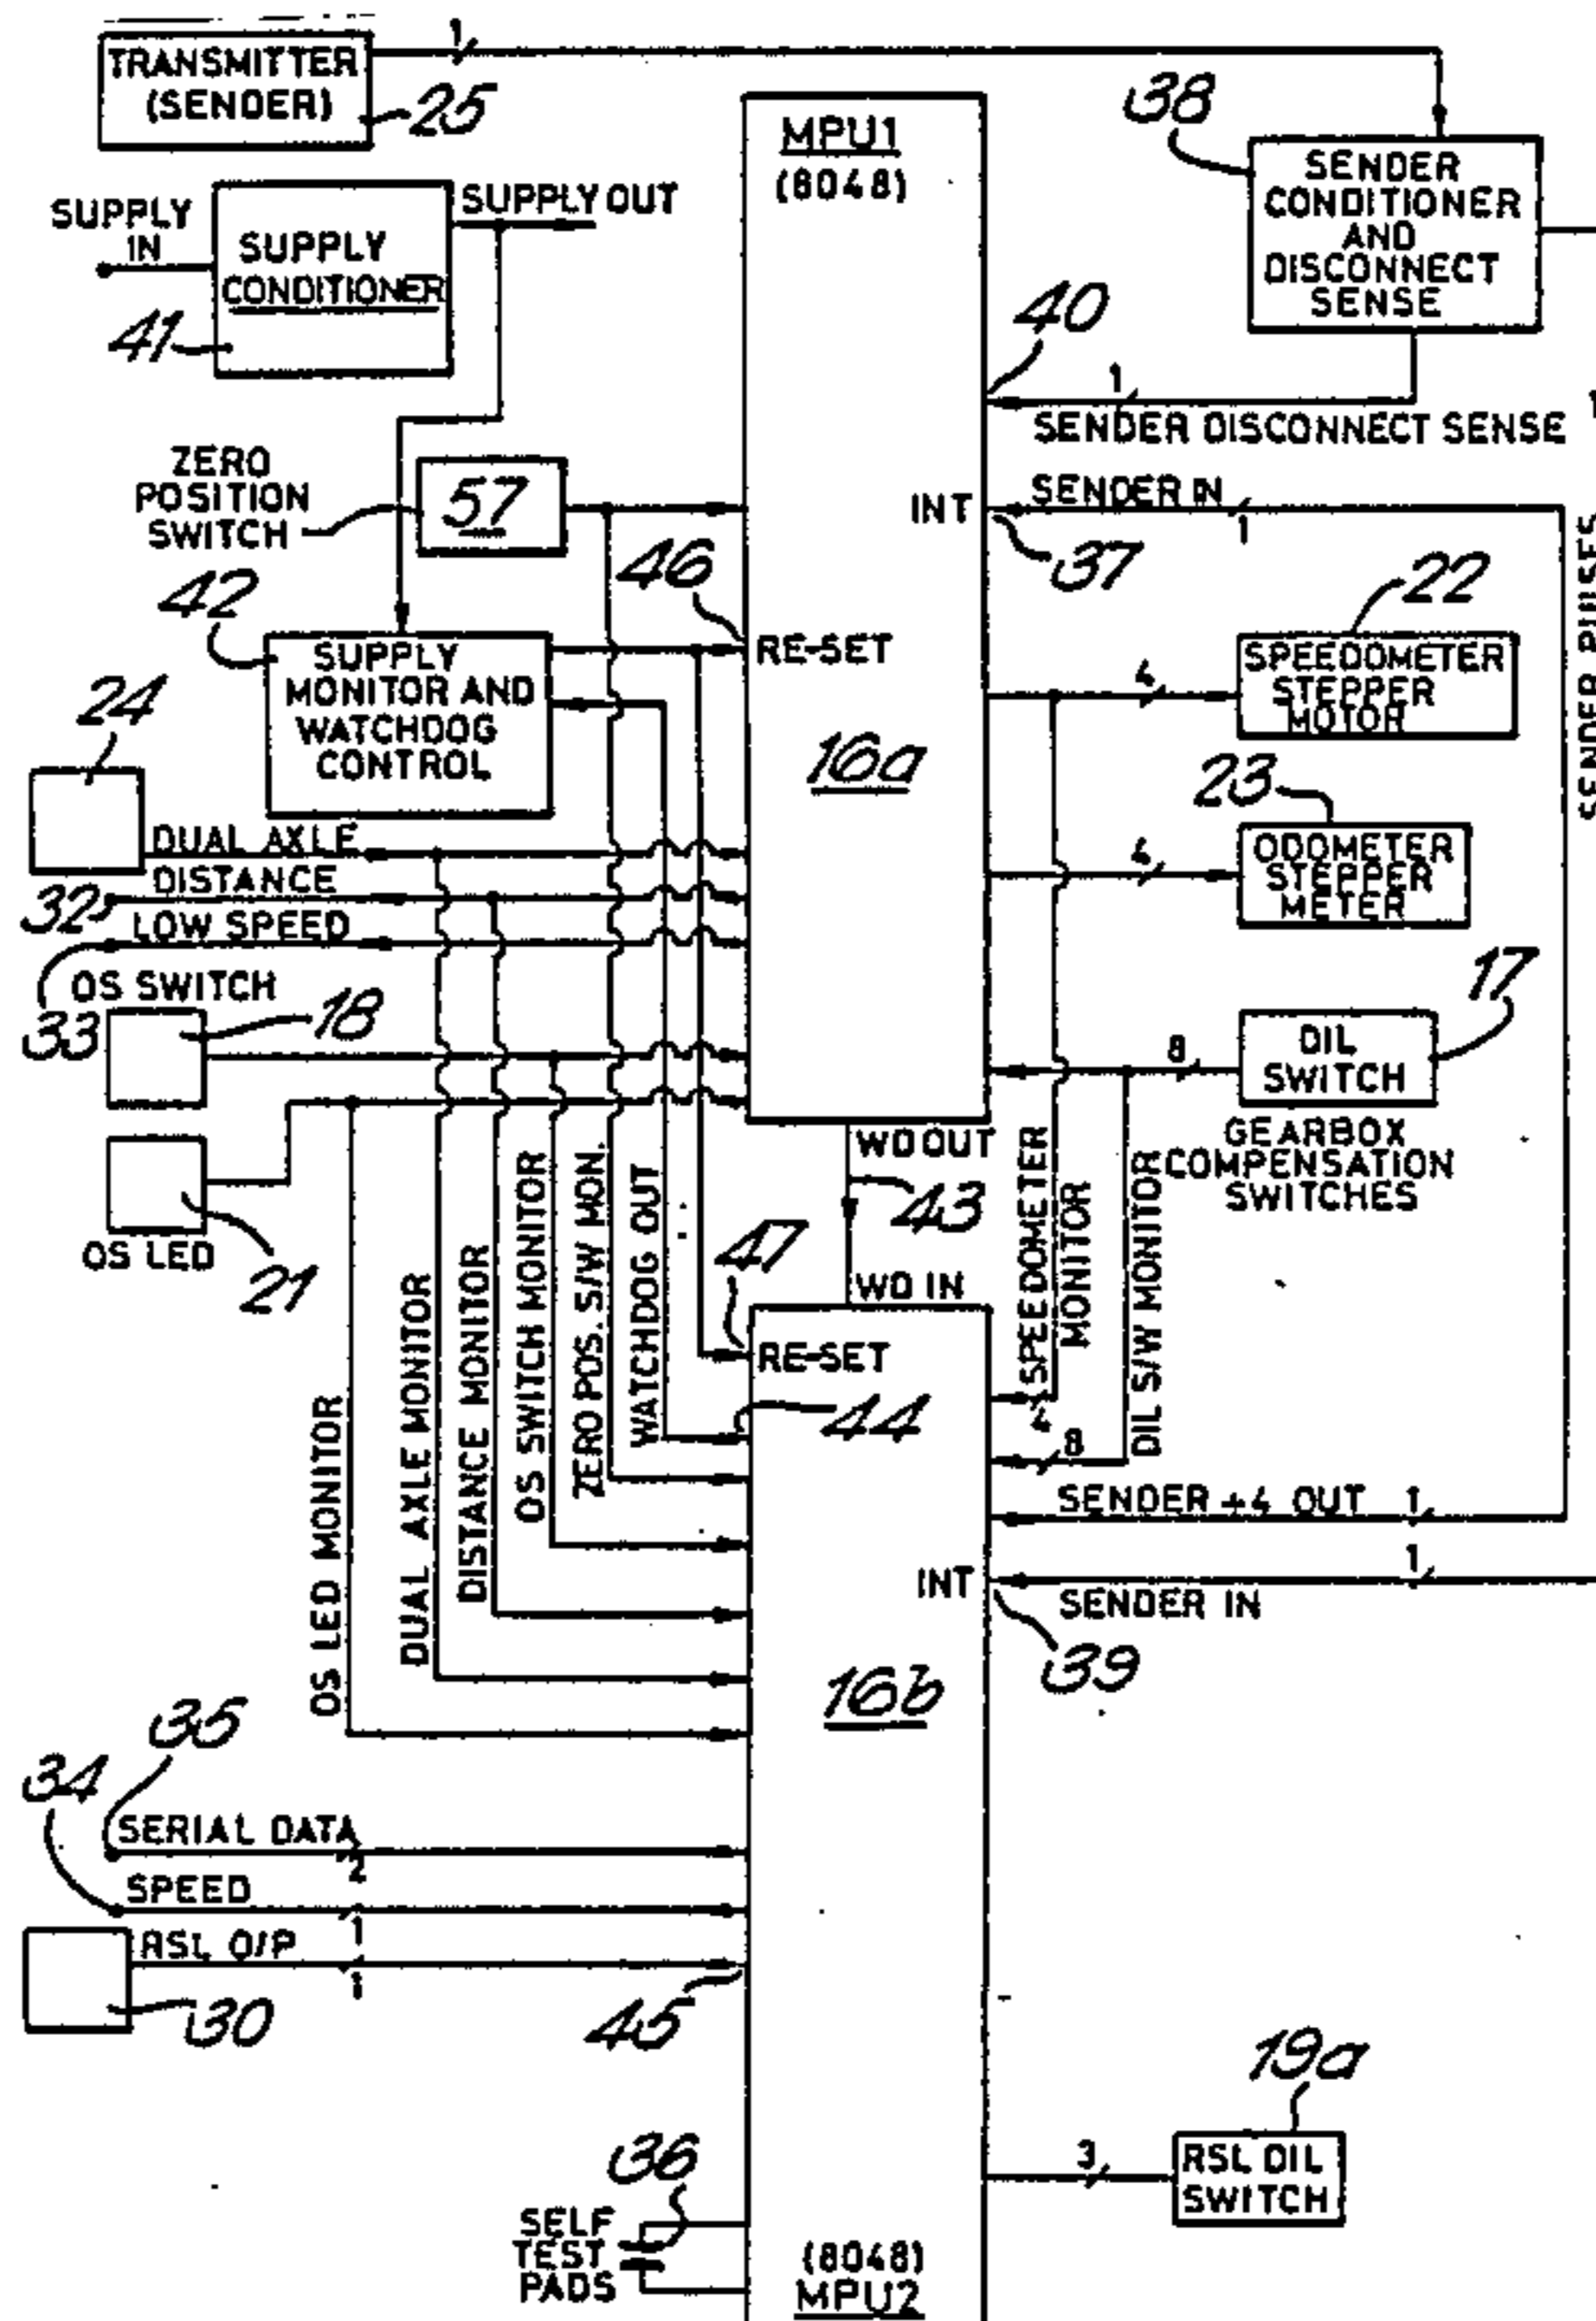 TRANSMITTER
(SENDER)
25
1
MPU1
(8048)
38
SENDER
CONDITIONER
AND
DISCONNECT
SENSE
SUPPLY
IN
SUPPLY
CONDITIONER
SUPPLY OUT
41
40
1
SENDER DISCONNECT SENSE
1
ZERO
POSITION
SWITCH
57
INT
SENDER IN
1
37
SENDER PULSES
42
46
RE-SET
SUPPLY
MONITOR AND
WATCHDOG
CONTROL
22
4
SPEEDOMETER
STEPPER
MOTOR
24
16a
23
4
ODOMETER
STEPPER
METER
DUAL AXLE
32
DISTANCE
LOW SPEED
33
OS SWITCH
18
17
8
DIL
SWITCH
GEARBOX
COMPENSATION
SWITCHES
OS LED
21
WD OUT
43
WD IN
47
RE-SET
44
OS LED MONITOR
DUAL AXLE MONITOR
DISTANCE MONITOR
OS SWITCH MONITOR
ZERO POS. S/W MON.
WATCHDOG OUT
SPEEDOMETER
MONITOR
DIL S/W MONITOR
4
8
SENDER ÷4 OUT
1
INT
1
SENDER IN
39
16b
35
34
SERIAL DATA
2
SPEED
1
RSL O/P
1
30
45
19a
3
RSL DIL
SWITCH
36
SELF
TEST
PADS
(8048)
MPU2